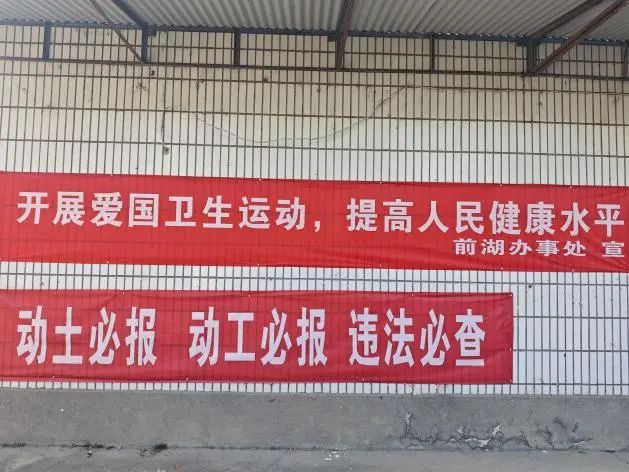 开展爱国卫生运动，提高人民健康水平
前湖办事处 宣
动土必报 动工必报 违法必查